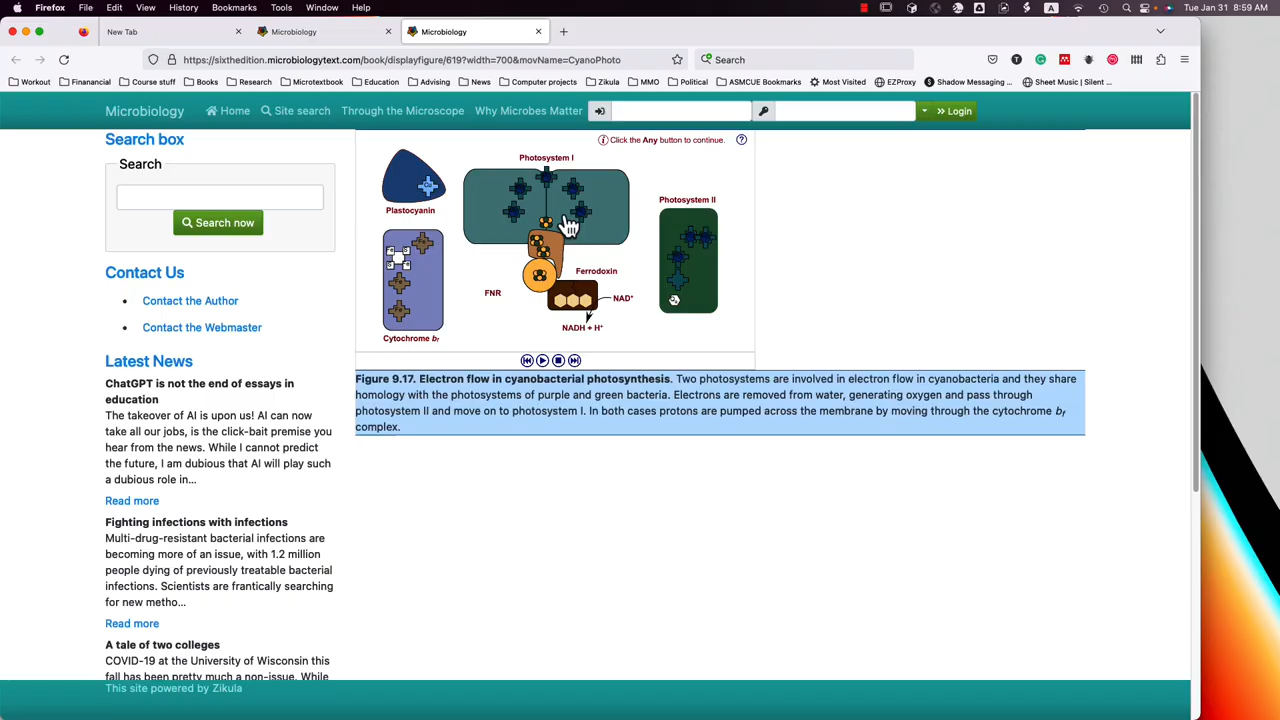 Firefox File Edit View History Bookmarks Tools Window Help
Tue Jan 31 8:59 AM
New Tab
Microbiology
Microbiology
https://sixthedition.microbiologytext.com/book/displayfigure/619?width=700&movName=CyanoPhoto
Search
Workout Finanancial Course stuff Books Research Microtextbook Education Advising News Computer projects Zikula MMO Political ASMCUE Bookmarks Most Visited EZProxy Shadow Messaging ... Sheet Music | Silent ...
Microbiology Home Site search Through the Microscope Why Microbes Matter Login
Search box
Search
Search now
Contact Us
Contact the Author
Contact the Webmaster
Latest News
ChatGPT is not the end of essays in
education
The takeover of AI is upon us! AI can now
take all our jobs, is the click-bait premise you
hear from the news. While I cannot predict
the future, I am dubious that AI will play such
a dubious role in...
Read more
Fighting infections with infections
Multi-drug-resistant bacterial infections are
becoming more of an issue, with 1.2 million
people dying of previously treatable bacterial
infections. Scientists are frantically searching
for new metho...
Read more
A tale of two colleges
COVID-19 at the University of Wisconsin this
fall has been pretty much a non-issue. While
This site powered by Zikula
Click the Any button to continue.
Photosystem I
Cu
Plastocyanin
Photosystem II
Ferrodoxin
FNR
NAD⁺
NADH + H⁺
Cytochrome bf
Figure 9.17. Electron flow in cyanobacterial photosynthesis. Two photosystems are involved in electron flow in cyanobacteria and they share
homology with the photosystems of purple and green bacteria. Electrons are removed from water, generating oxygen and pass through
photosystem II and move on to photosystem I. In both cases protons are pumped across the membrane by moving through the cytochrome bf
complex.